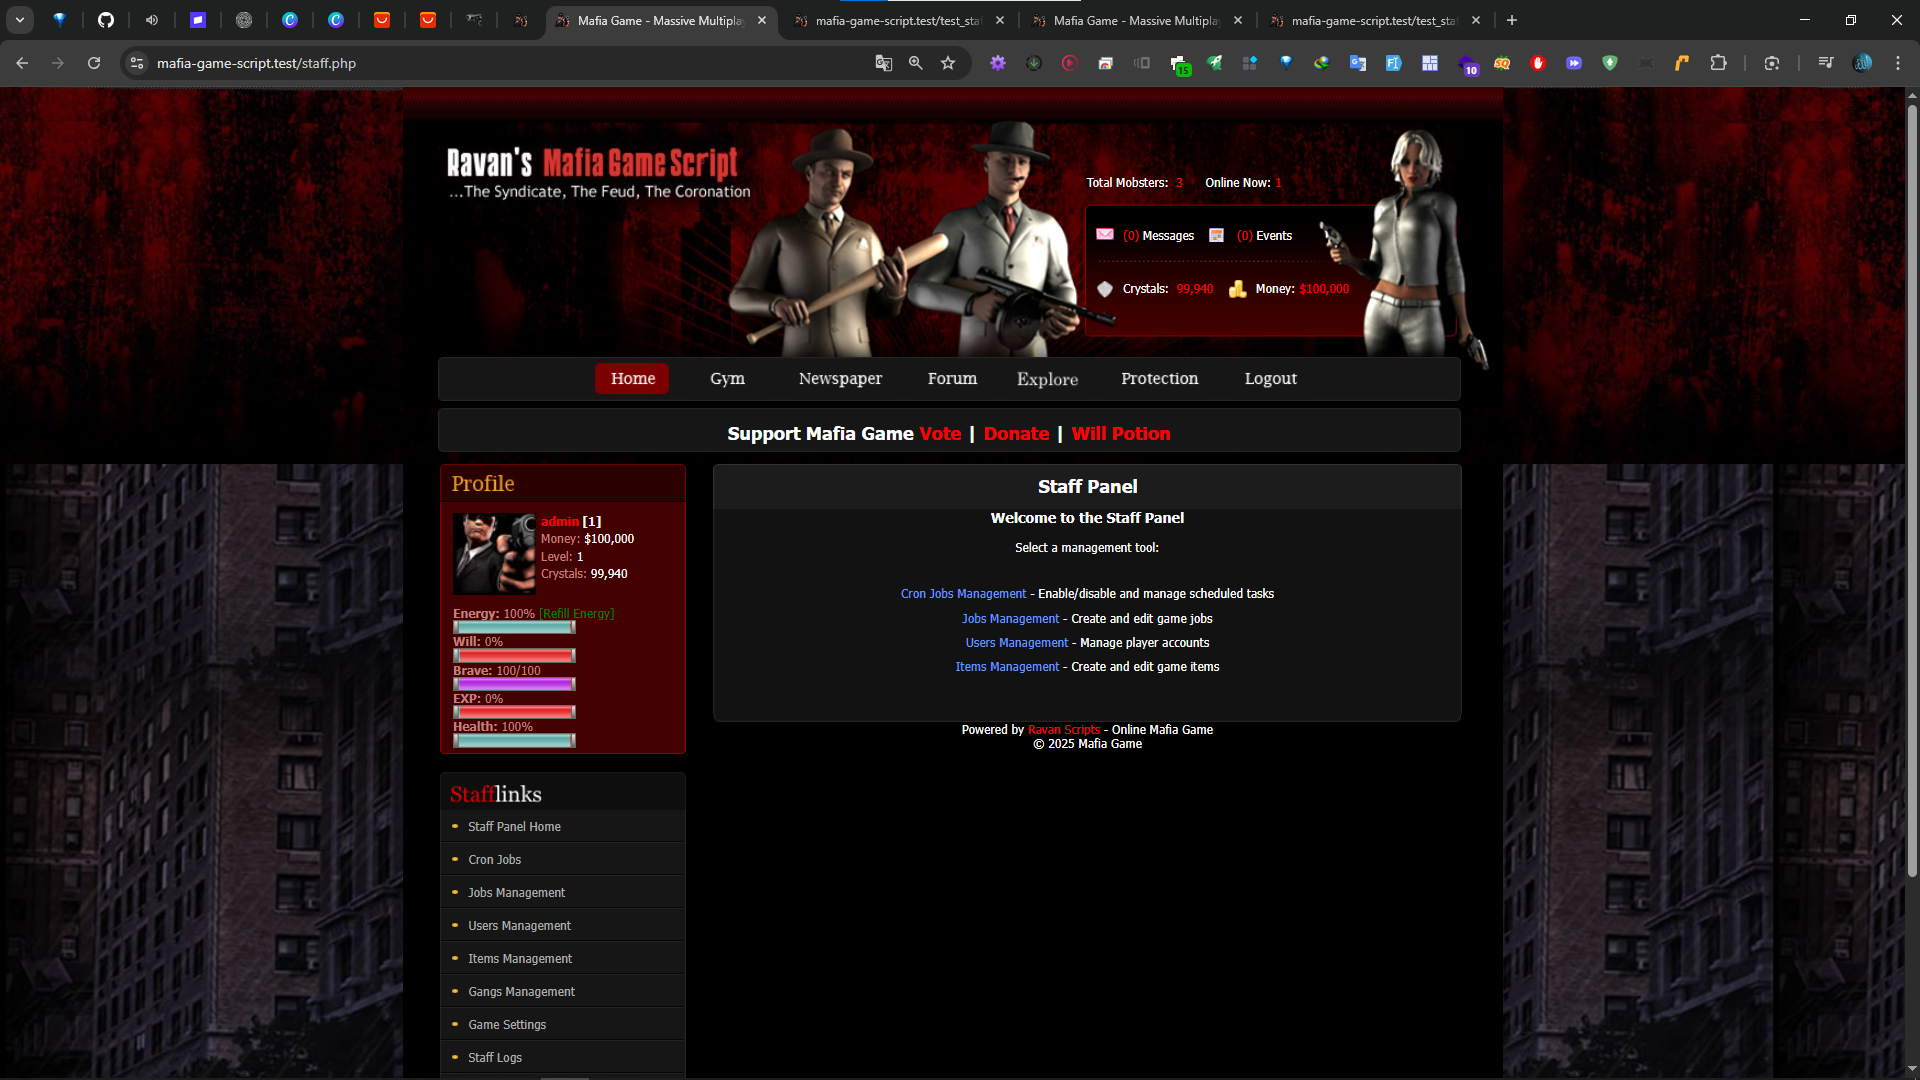 Mafia Game - Massive Multipla
mafia-game-script.test/test_sta
Mafia Game - Massive Multipla
mafia-game-script.test/test_sta
mafia-game-script.test/staff.php
15
10
Ravan's Mafia Game Script
...The Syndicate, The Feud, The Coronation
Total Mobsters: 3 Online Now: 1
(0) Messages (0) Events
Crystals: 99,940 Money: $100,000
Home Gym Newspaper Forum Explore Protection Logout
Support Mafia Game Vote | Donate | Will Potion
Profile
admin [1]
Money: $100,000
Level: 1
Crystals: 99,940
Energy: 100% [Refill Energy]
Will: 0%
Brave: 100/100
EXP: 0%
Health: 100%
Stafflinks
Staff Panel Home
Cron Jobs
Jobs Management
Users Management
Items Management
Gangs Management
Game Settings
Staff Logs
Staff Panel
Welcome to the Staff Panel
Select a management tool:
Cron Jobs Management - Enable/disable and manage scheduled tasks
Jobs Management - Create and edit game jobs
Users Management - Manage player accounts
Items Management - Create and edit game items
Powered by Ravan Scripts - Online Mafia Game
© 2025 Mafia Game